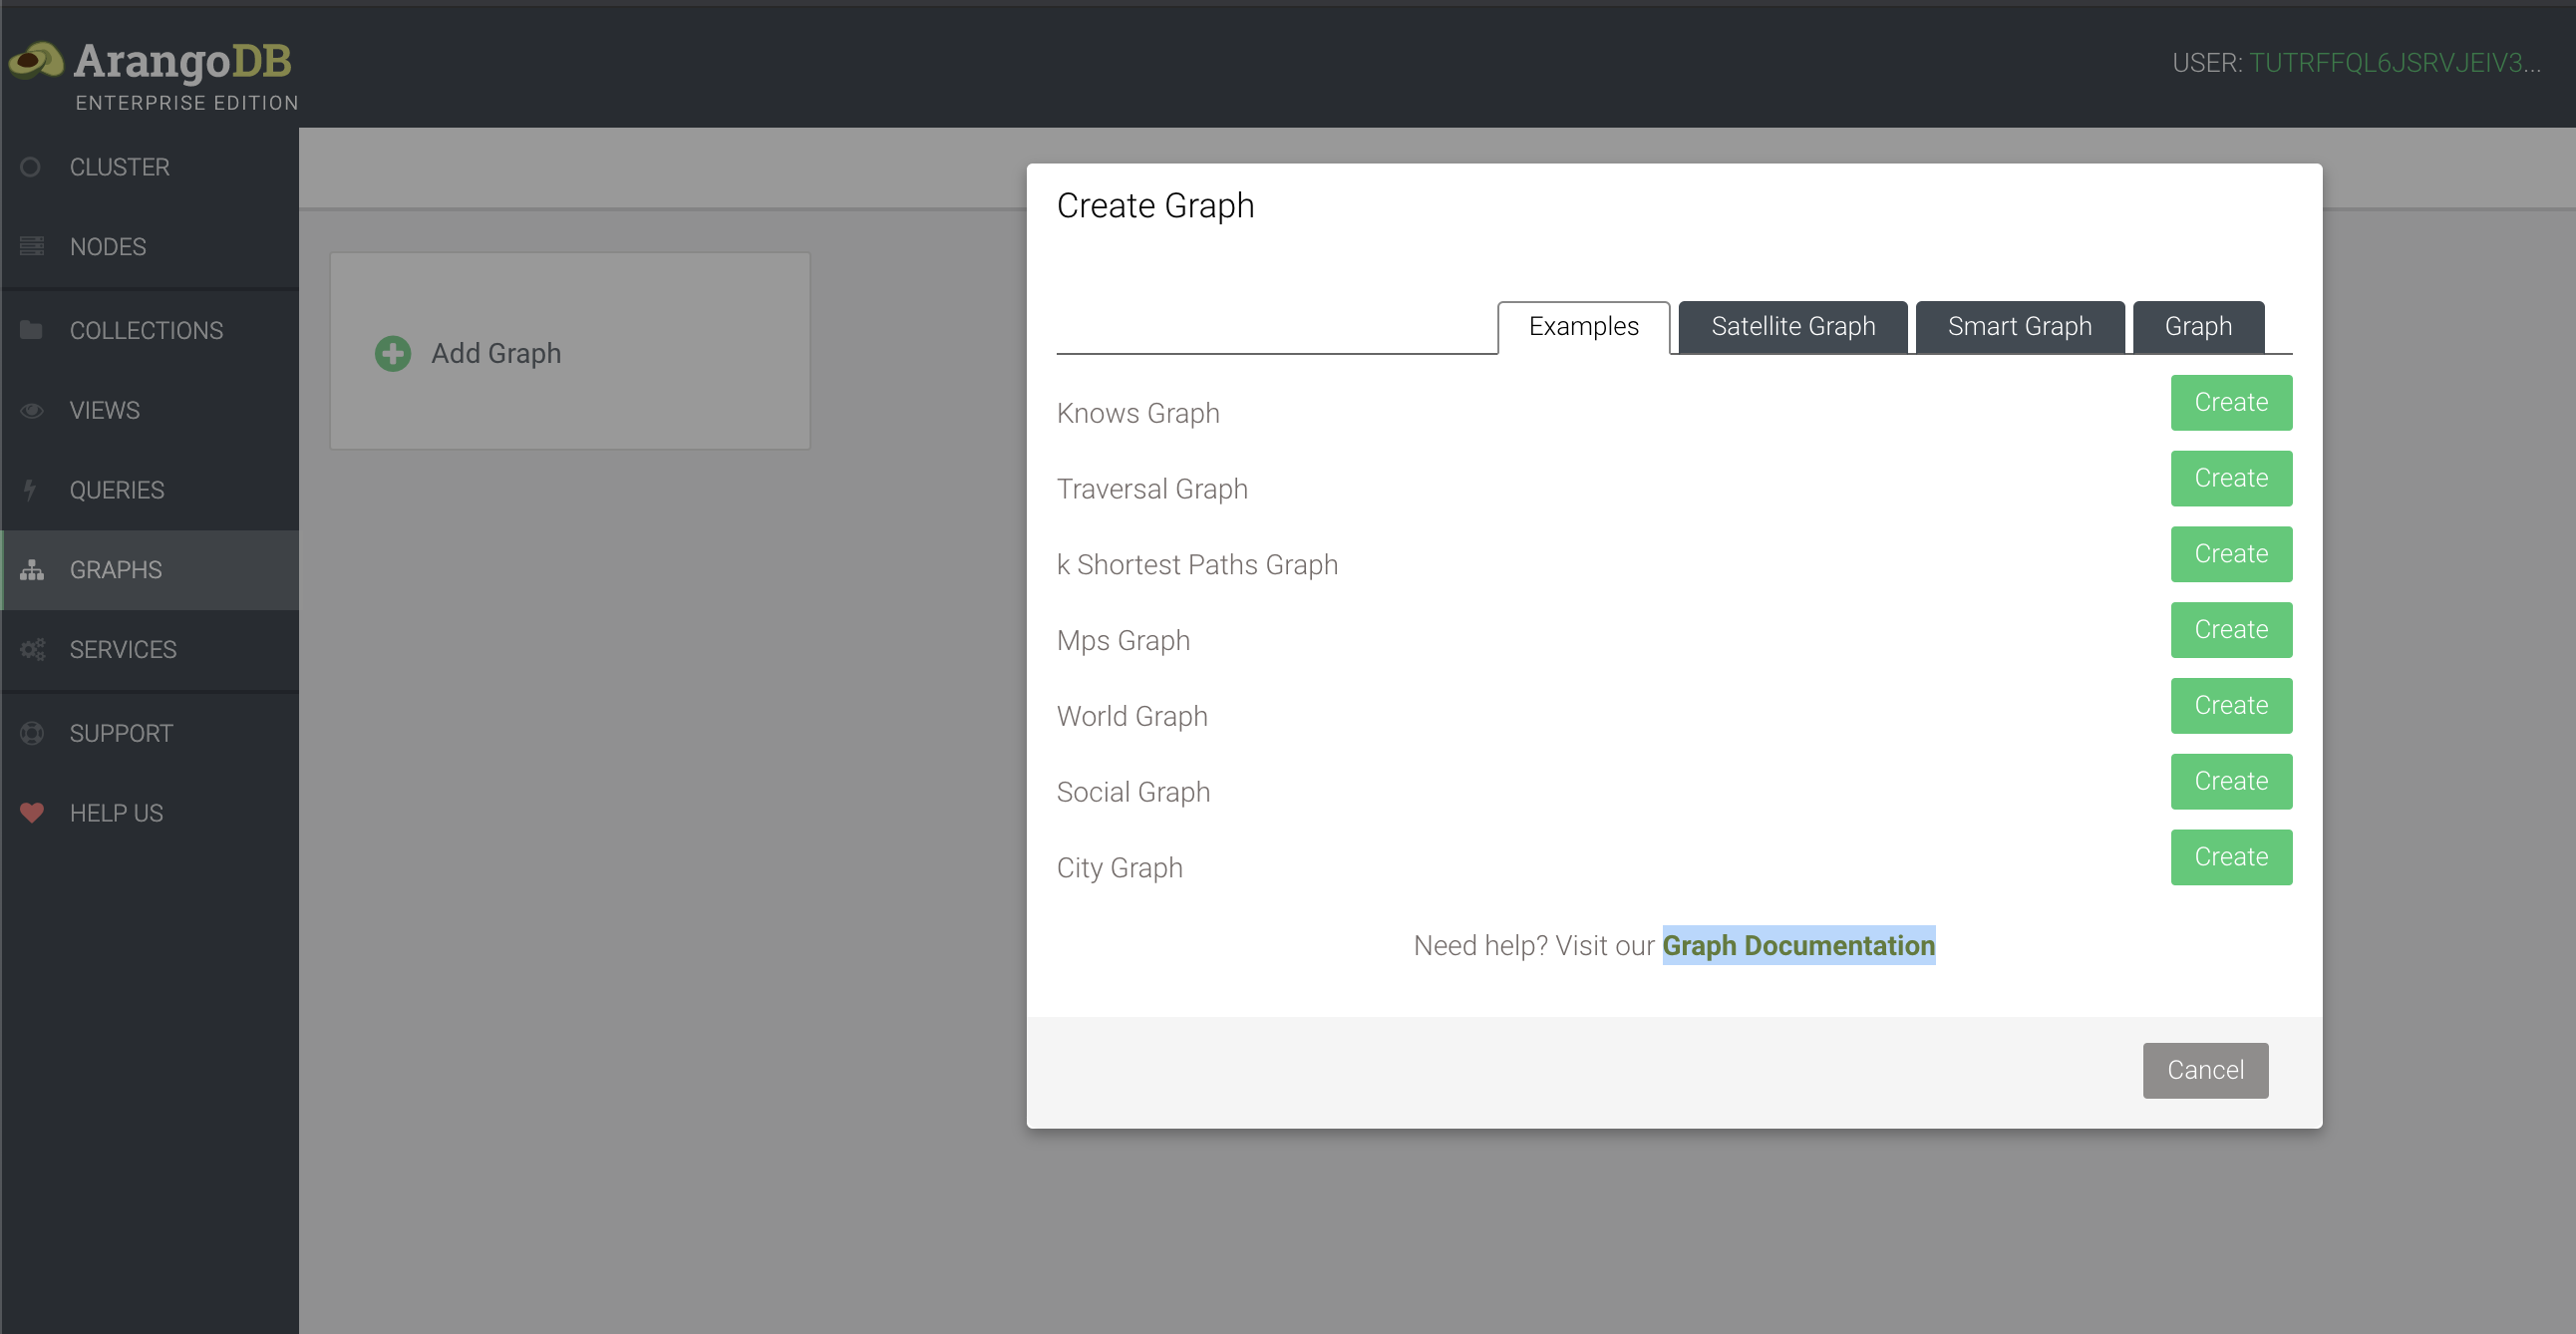 ArangoDB
ENTERPRISE EDITION
USER: TUTRFFQL6JSRVJEIV3...
CLUSTER
NODES
COLLECTIONS
VIEWS
QUERIES
GRAPHS
SERVICES
SUPPORT
HELP US
Add Graph
Create Graph
Examples
Satellite Graph
Smart Graph
Graph
Knows Graph
Create
Traversal Graph
Create
k Shortest Paths Graph
Create
Mps Graph
Create
World Graph
Create
Social Graph
Create
City Graph
Create
Need help? Visit our Graph Documentation
Cancel